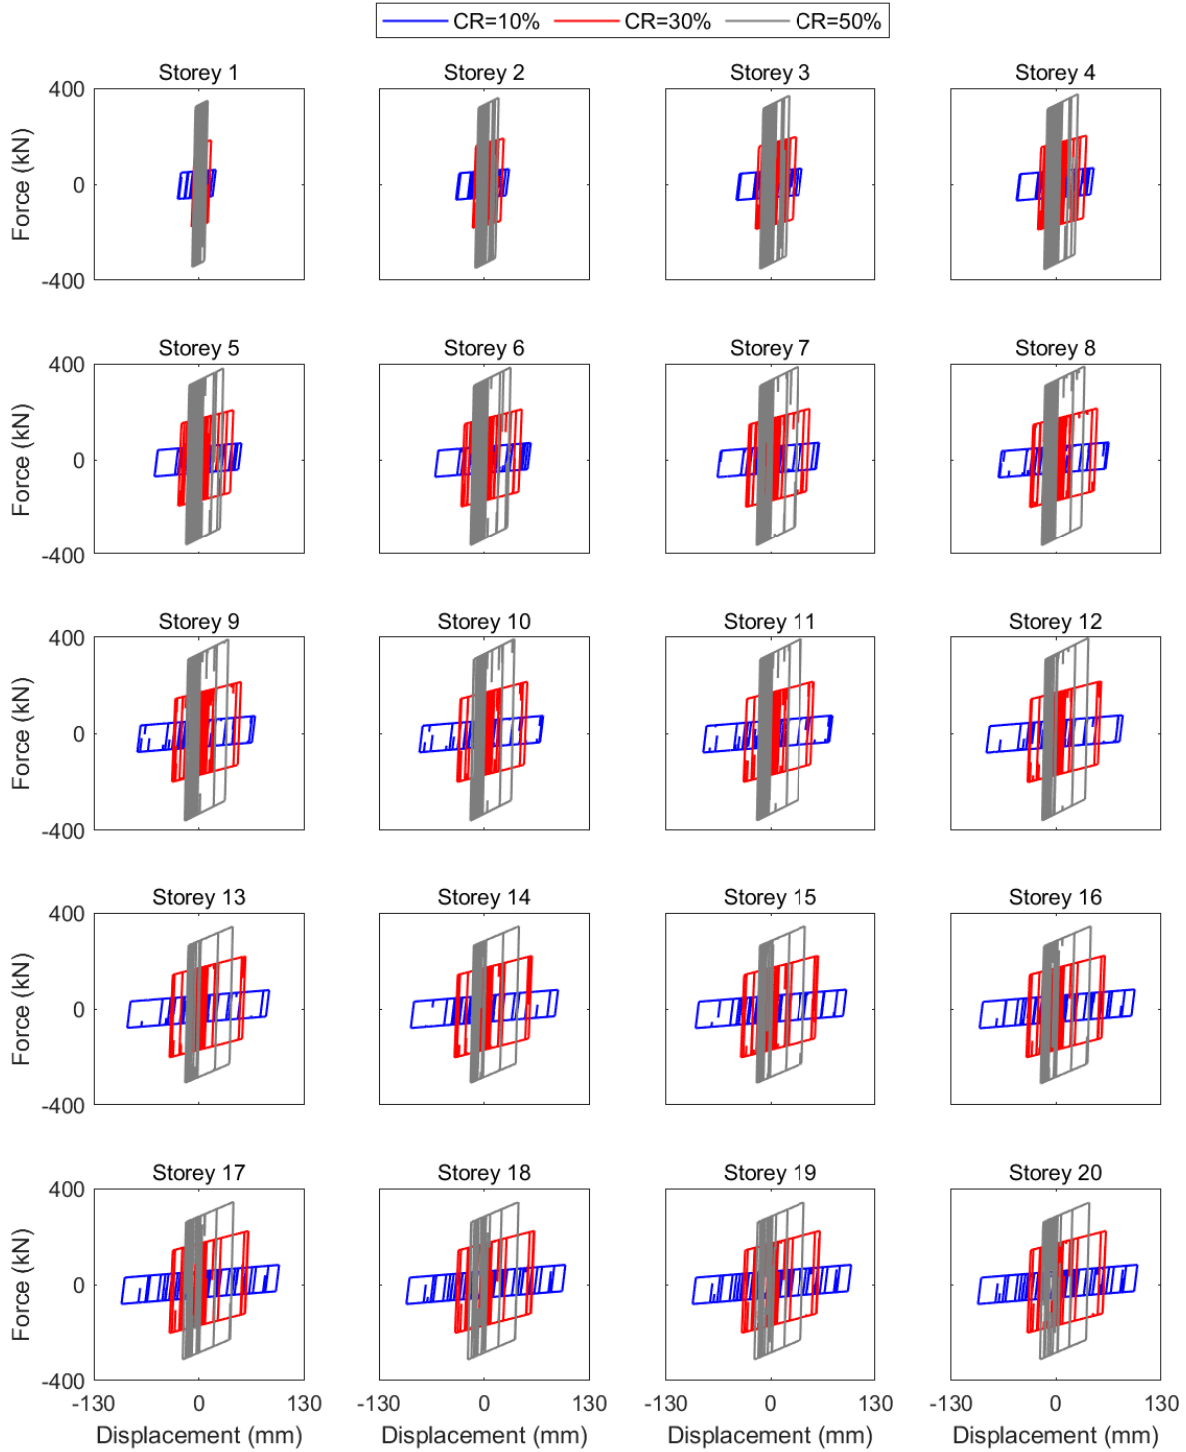 CR=10% CR=30% CR=50%
Storey 1 Storey 2 Storey 3 Storey 4
400
Force (kN)
0
-400
Storey 5 Storey 6 Storey 7 Storey 8
400
Force (kN)
0
-400
Storey 9 Storey 10 Storey 11 Storey 12
400
Force (kN)
0
-400
Storey 13 Storey 14 Storey 15 Storey 16
400
Force (kN)
0
-400
Storey 17 Storey 18 Storey 19 Storey 20
400
Force (kN)
0
-400
-130 0 130 -130 0 130 -130 0 130 -130 0 130
Displacement (mm) Displacement (mm) Displacement (mm) Displacement (mm)